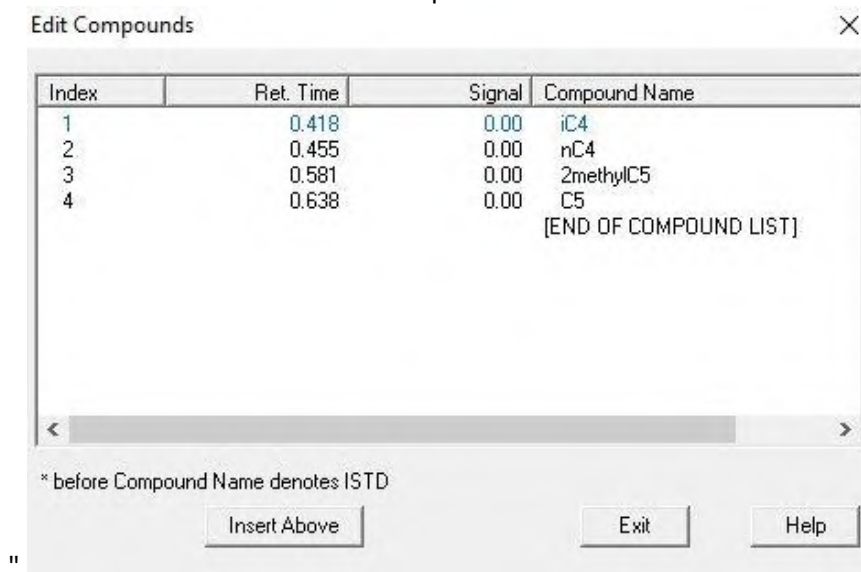 Edit Compounds
Index Ret. Time Signal Compound Name
1 0.418 0.00 iC4
2 0.455 0.00 nC4
3 0.581 0.00 2methylC5
4 0.638 0.00 C5
[END OF COMPOUND LIST]
* before Compound Name denotes ISTD
Insert Above Exit Help
"